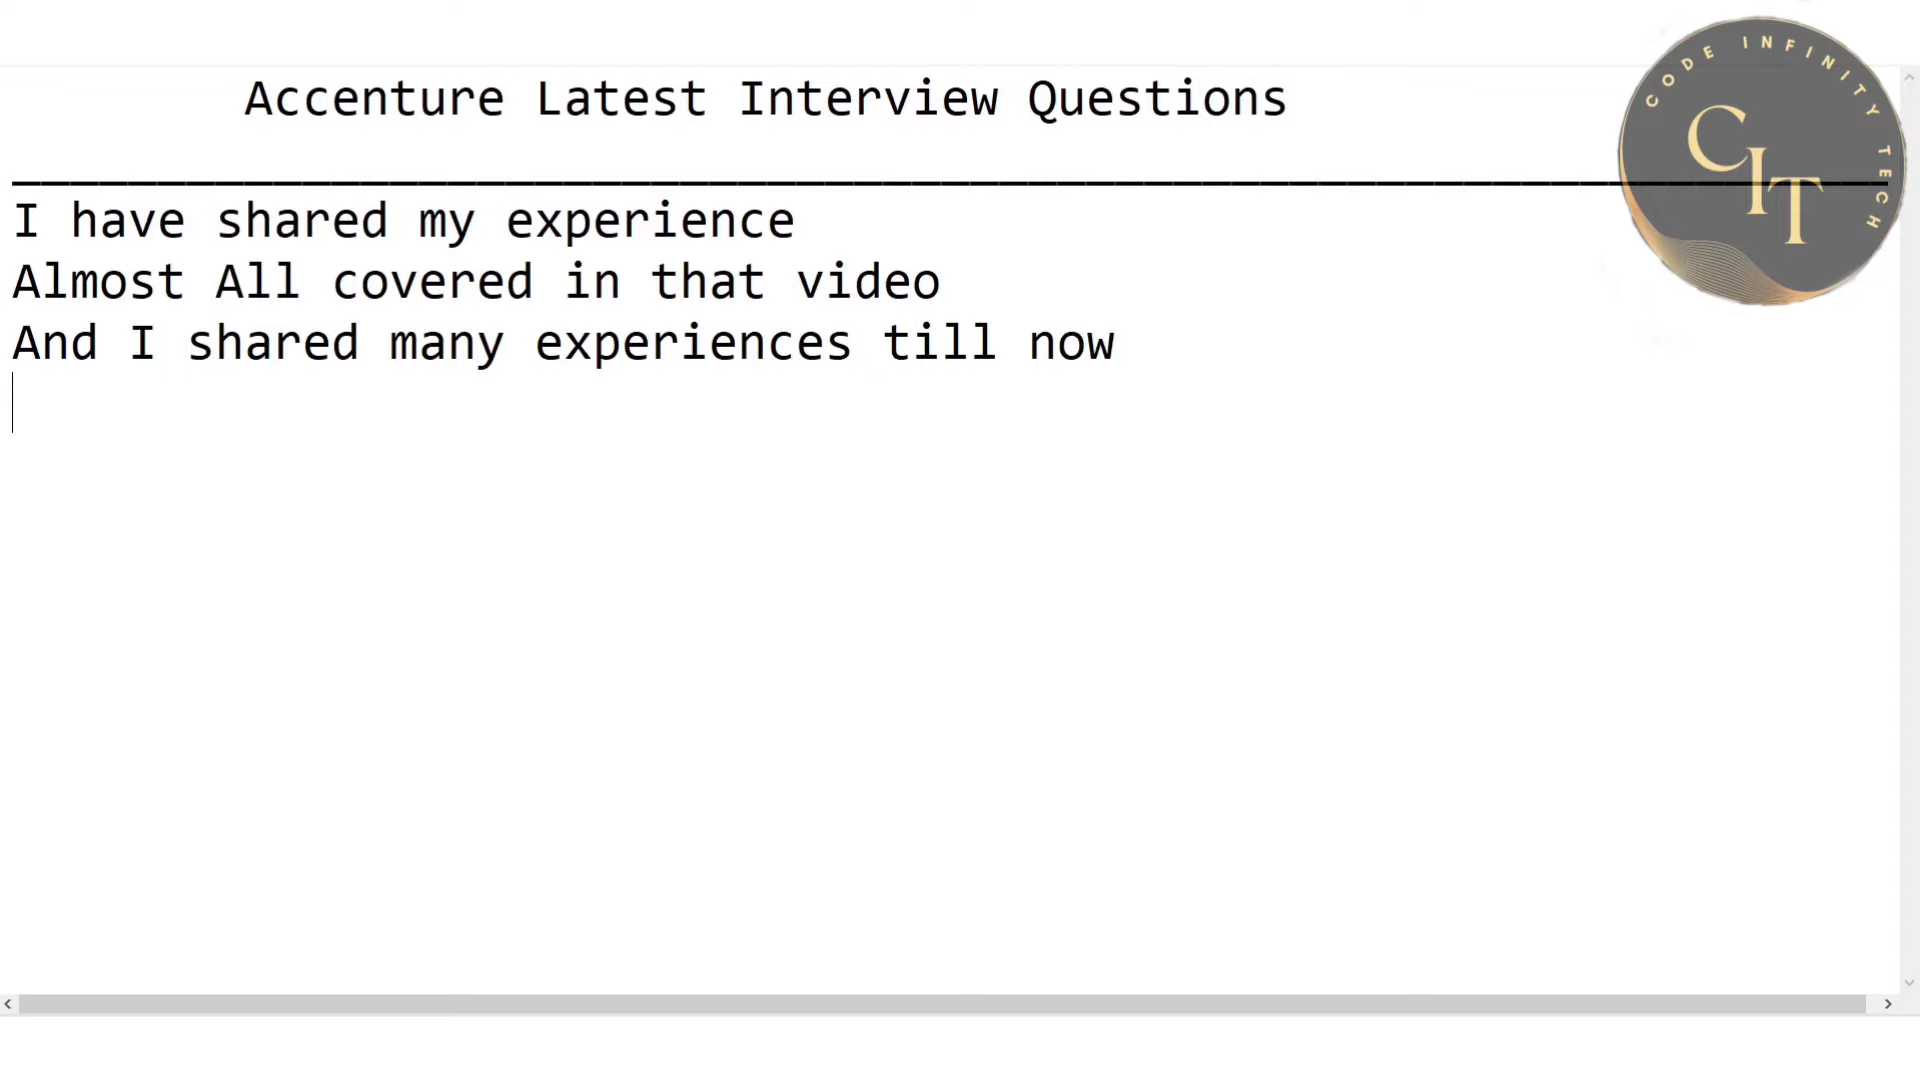 Accenture Latest Interview Questions
I have shared my experience
Almost All covered in that video
And I shared many experiences till now
CODE INFINITY TECH
CIT